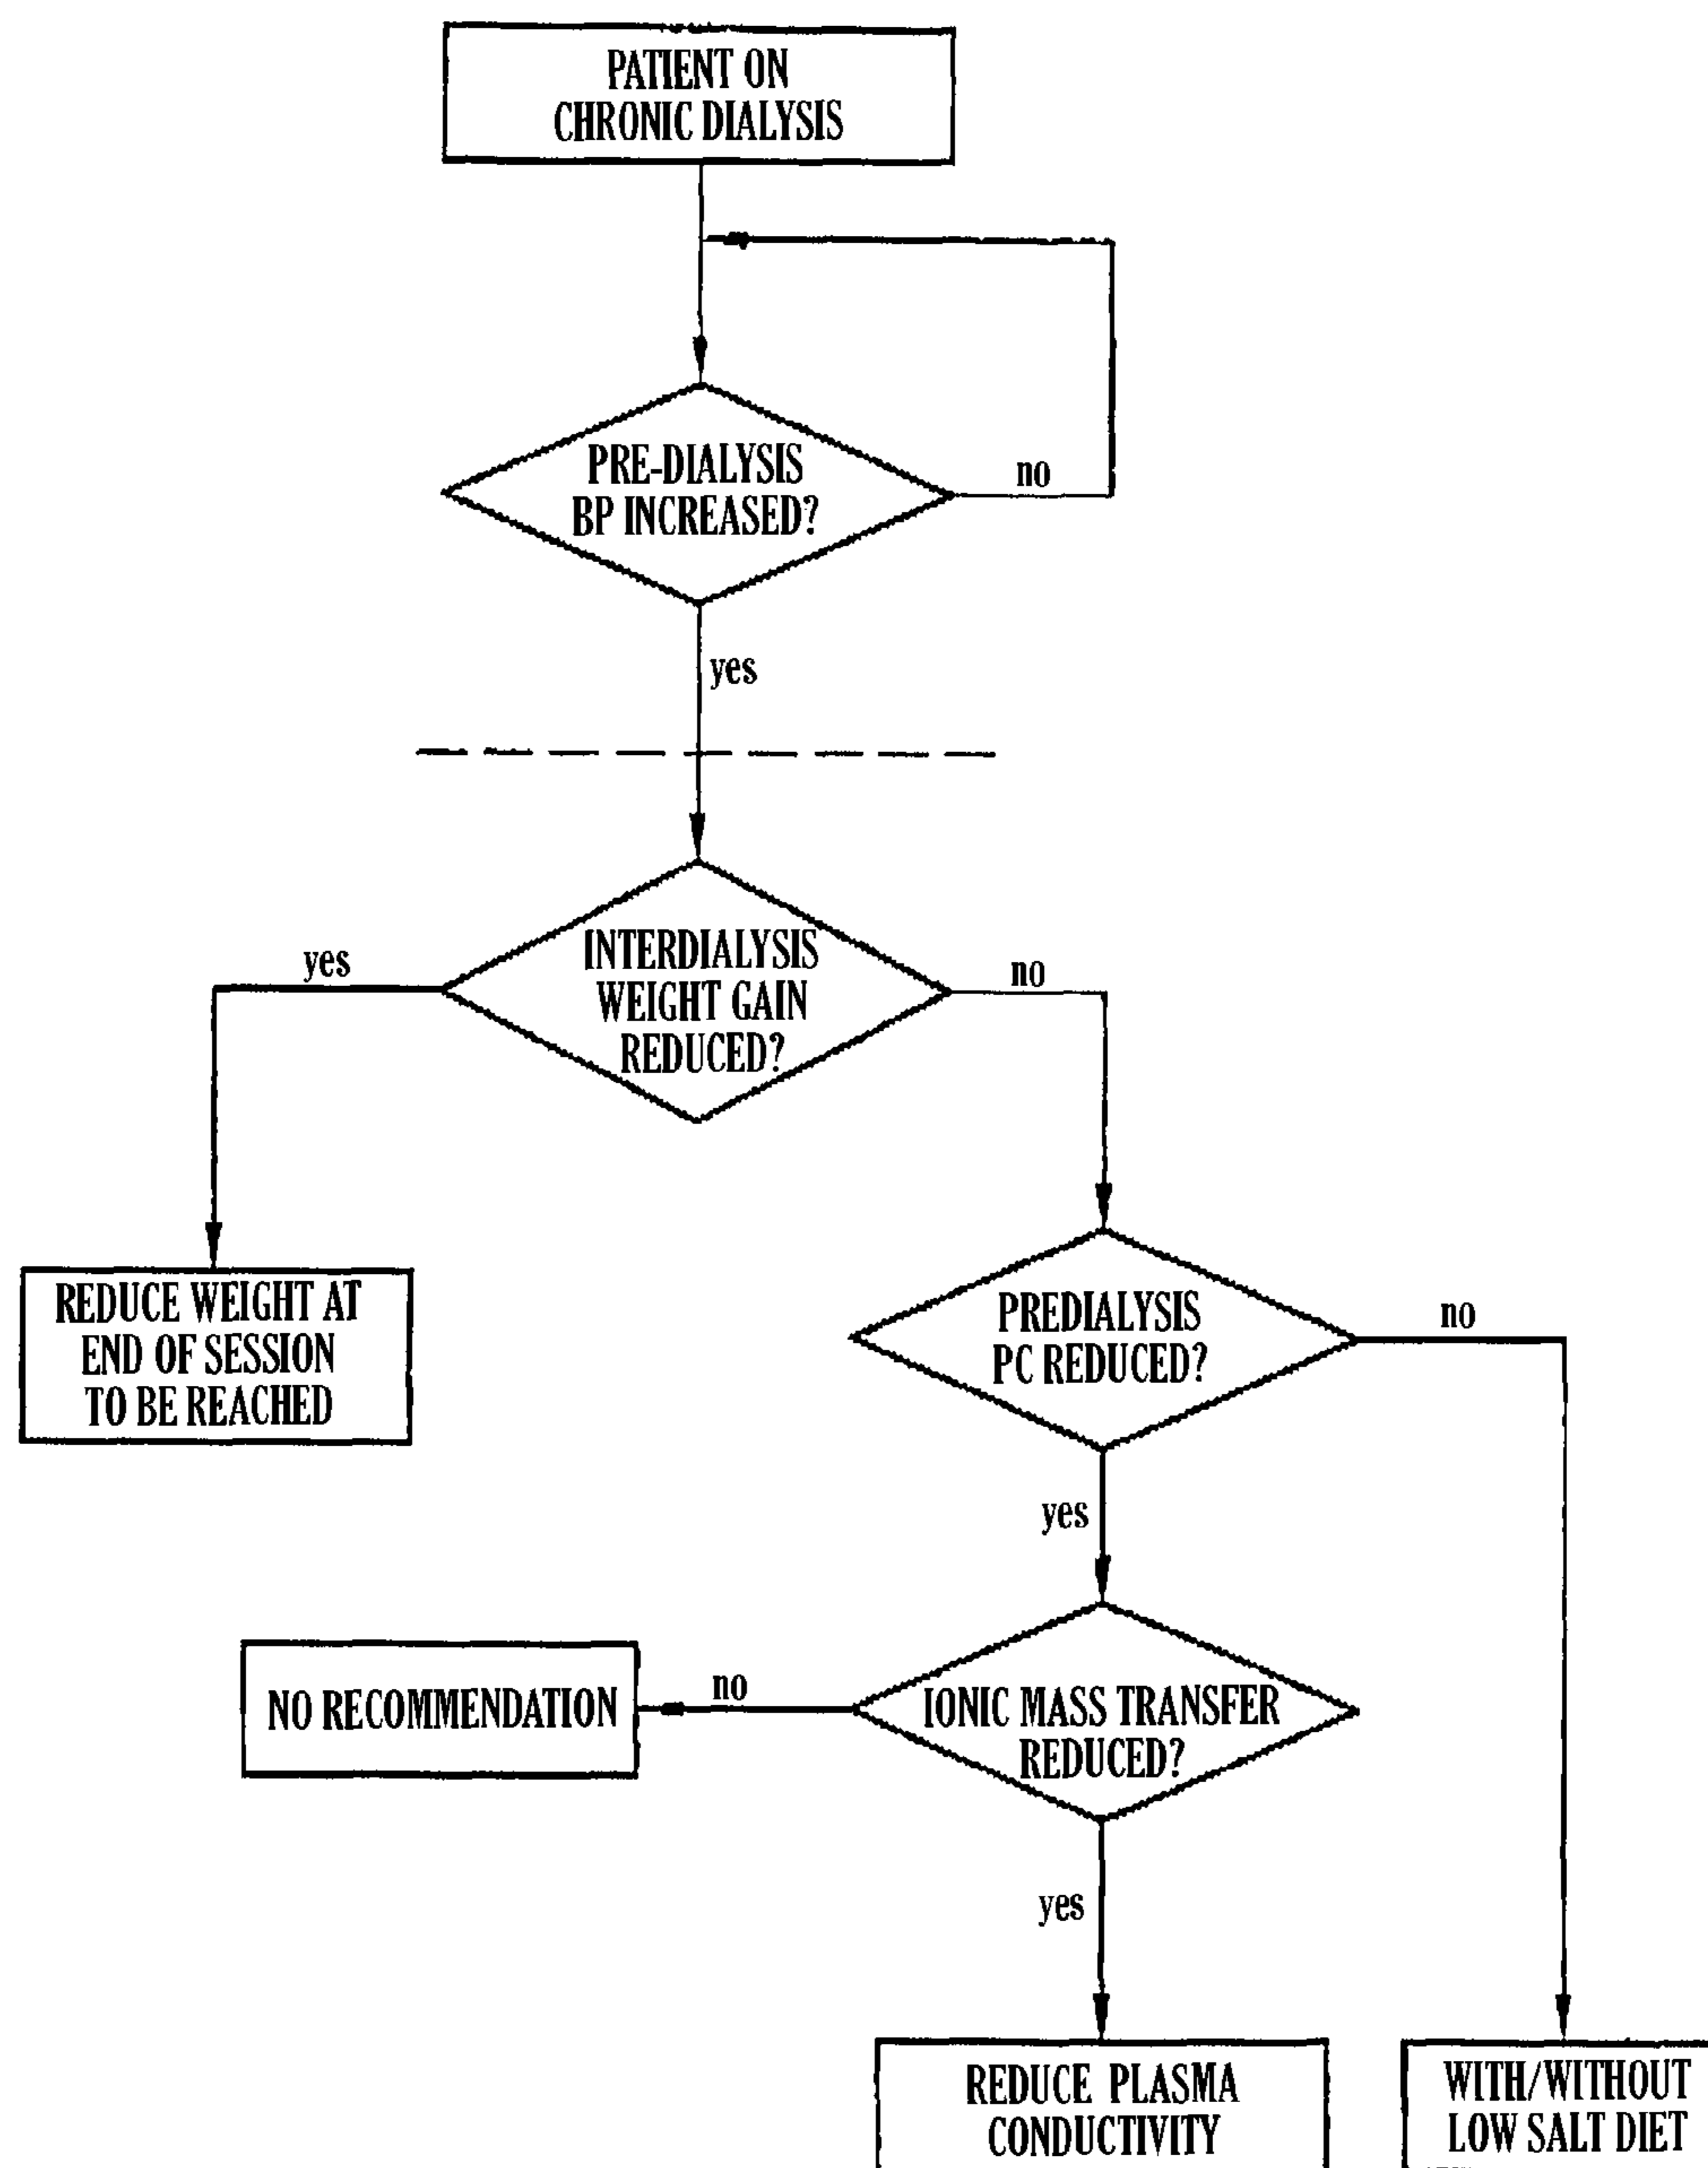 PATIENT ON
CHRONIC DIALYSIS
PRE-DIALYSIS
BP INCREASED?
no
yes
INTERDIALYSIS
WEIGHT GAIN
REDUCED?
yes
no
REDUCE WEIGHT AT
END OF SESSION
TO BE REACHED
PREDIALYSIS
PC REDUCED?
no
yes
NO RECOMMENDATION
no
IONIC MASS TRANSFER
REDUCED?
yes
REDUCE PLASMA
CONDUCTIVITY
WITH/WITHOUT
LOW SALT DIET